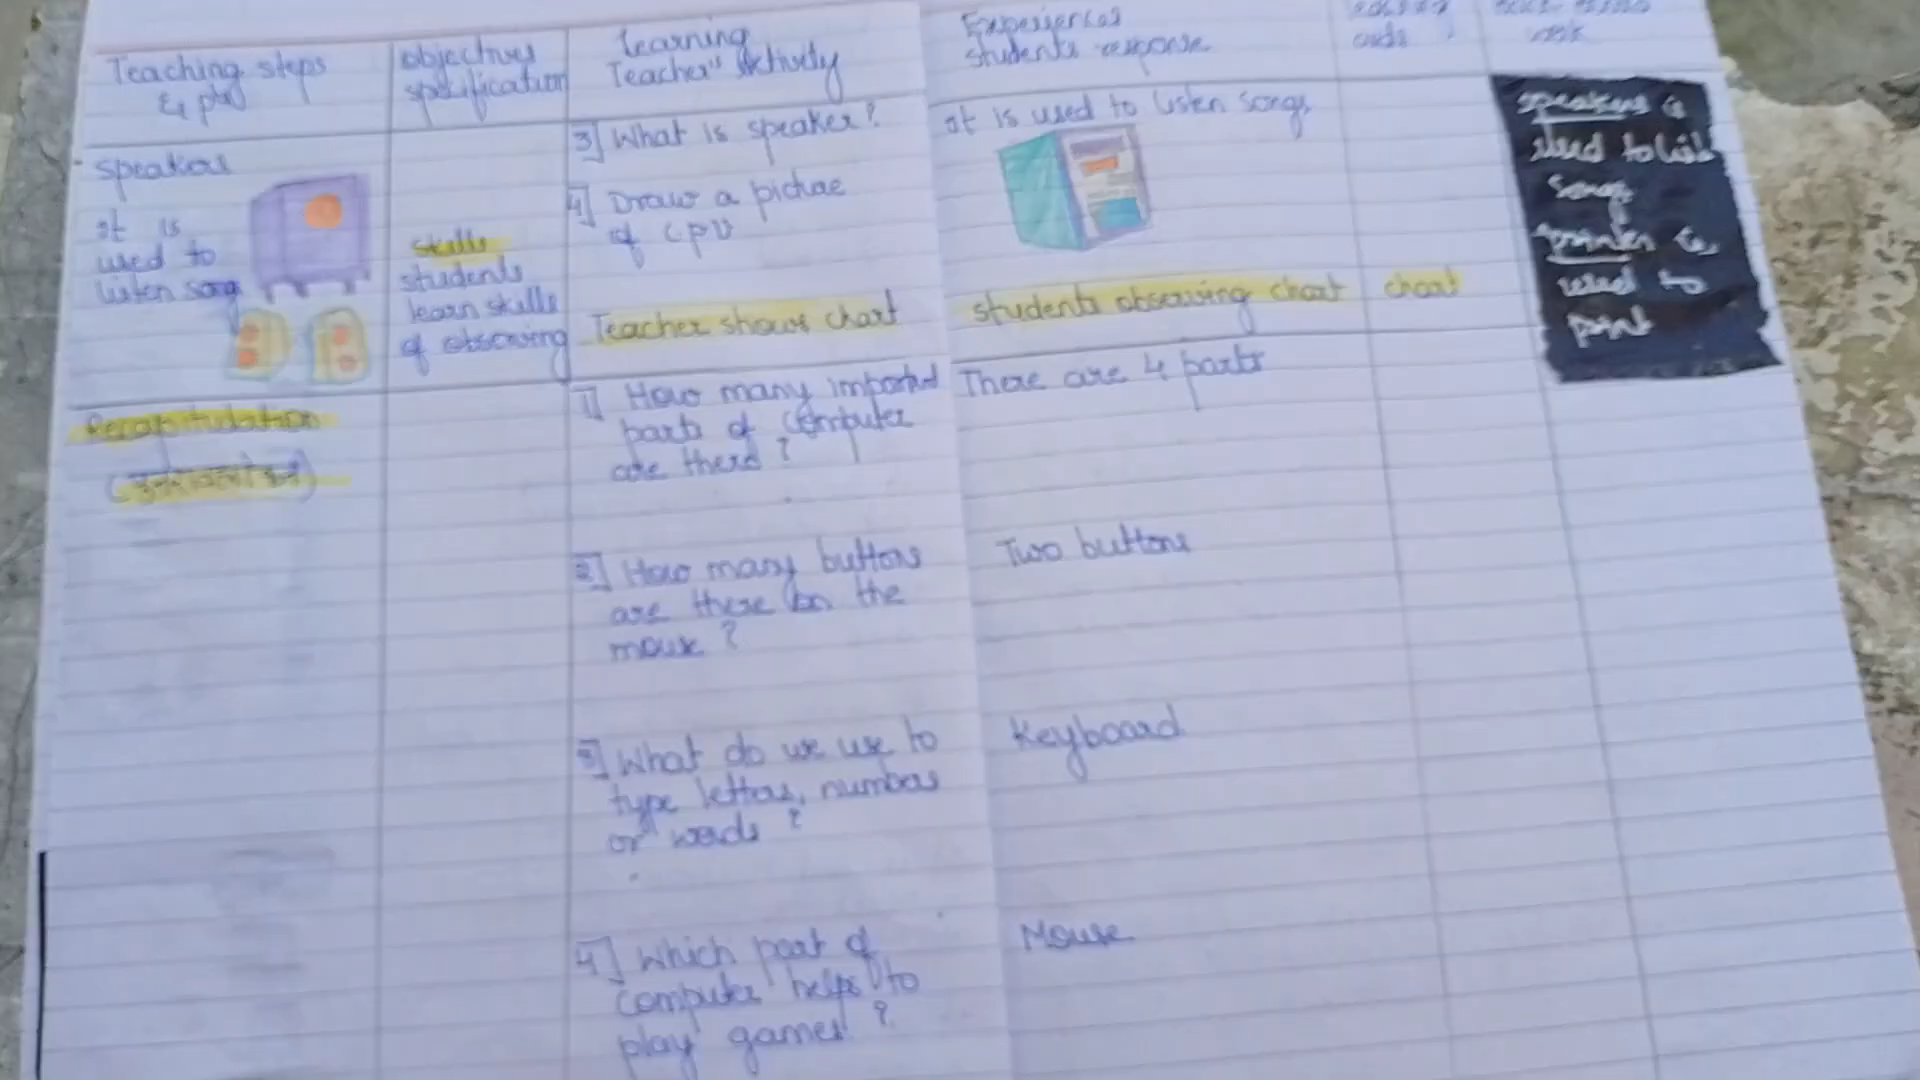 Teaching steps
& pts
objectives
specification
Learning
Teacher's Activity
Experiences
students response
speaker
It is
used to
listen song
skills
students
learn skills
of observing
3] What is speaker?
4] Draw a picture
of CPU
Teacher shows chart
It is used to listen songs,
students observing chart
chart
speakers is
used to
songs
printer is
used to
print
Recapitulation
1] How many important
parts of computer
are there?
There are 4 parts
2] How many buttons
are there on the
mouse?
Two buttons
3] What do we use to
type letters, numbers
or words?
Keyboard
4] Which part of
computer helps to
play games?
Mouse